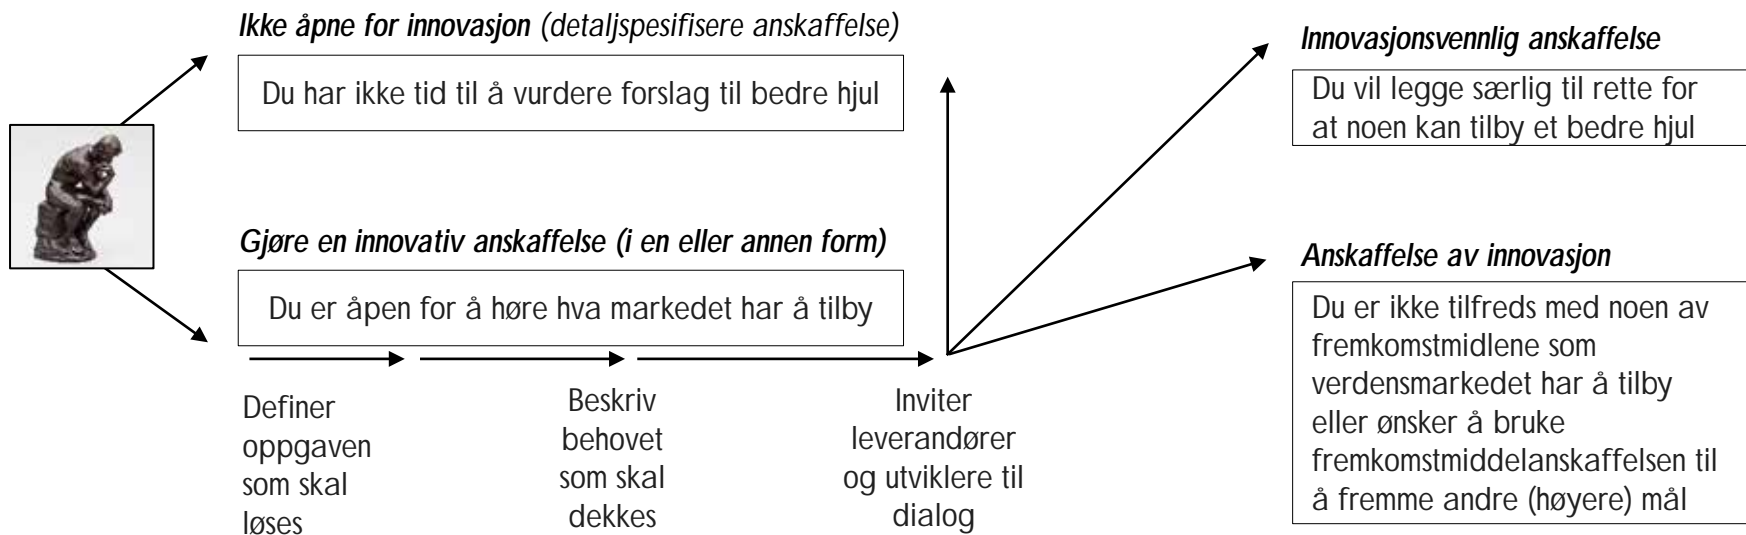 Ikke åpne for innovasjon (detaljspesifisere anskaffelse)
Du har ikke tid til å vurdere forslag til bedre hjul
Gjøre en innovativ anskaffelse (i en eller annen form)
Du er åpen for å høre hva markedet har å tilby
Definer
oppgaven
som skal
løses
Beskriv
behovet
som skal
dekkes
Inviter
leverandører
og utviklere til
dialog
Innovasjonsvennlig anskaffelse
Du vil legge særlig til rette for
at noen kan tilby et bedre hjul
Anskaffelse av innovasjon
Du er ikke tilfreds med noen av
fremkomstmidlene som
verdensmarkedet har å tilby
eller ønsker å bruke
fremkomstmiddelanskaffelsen til
å fremme andre (høyere) mål